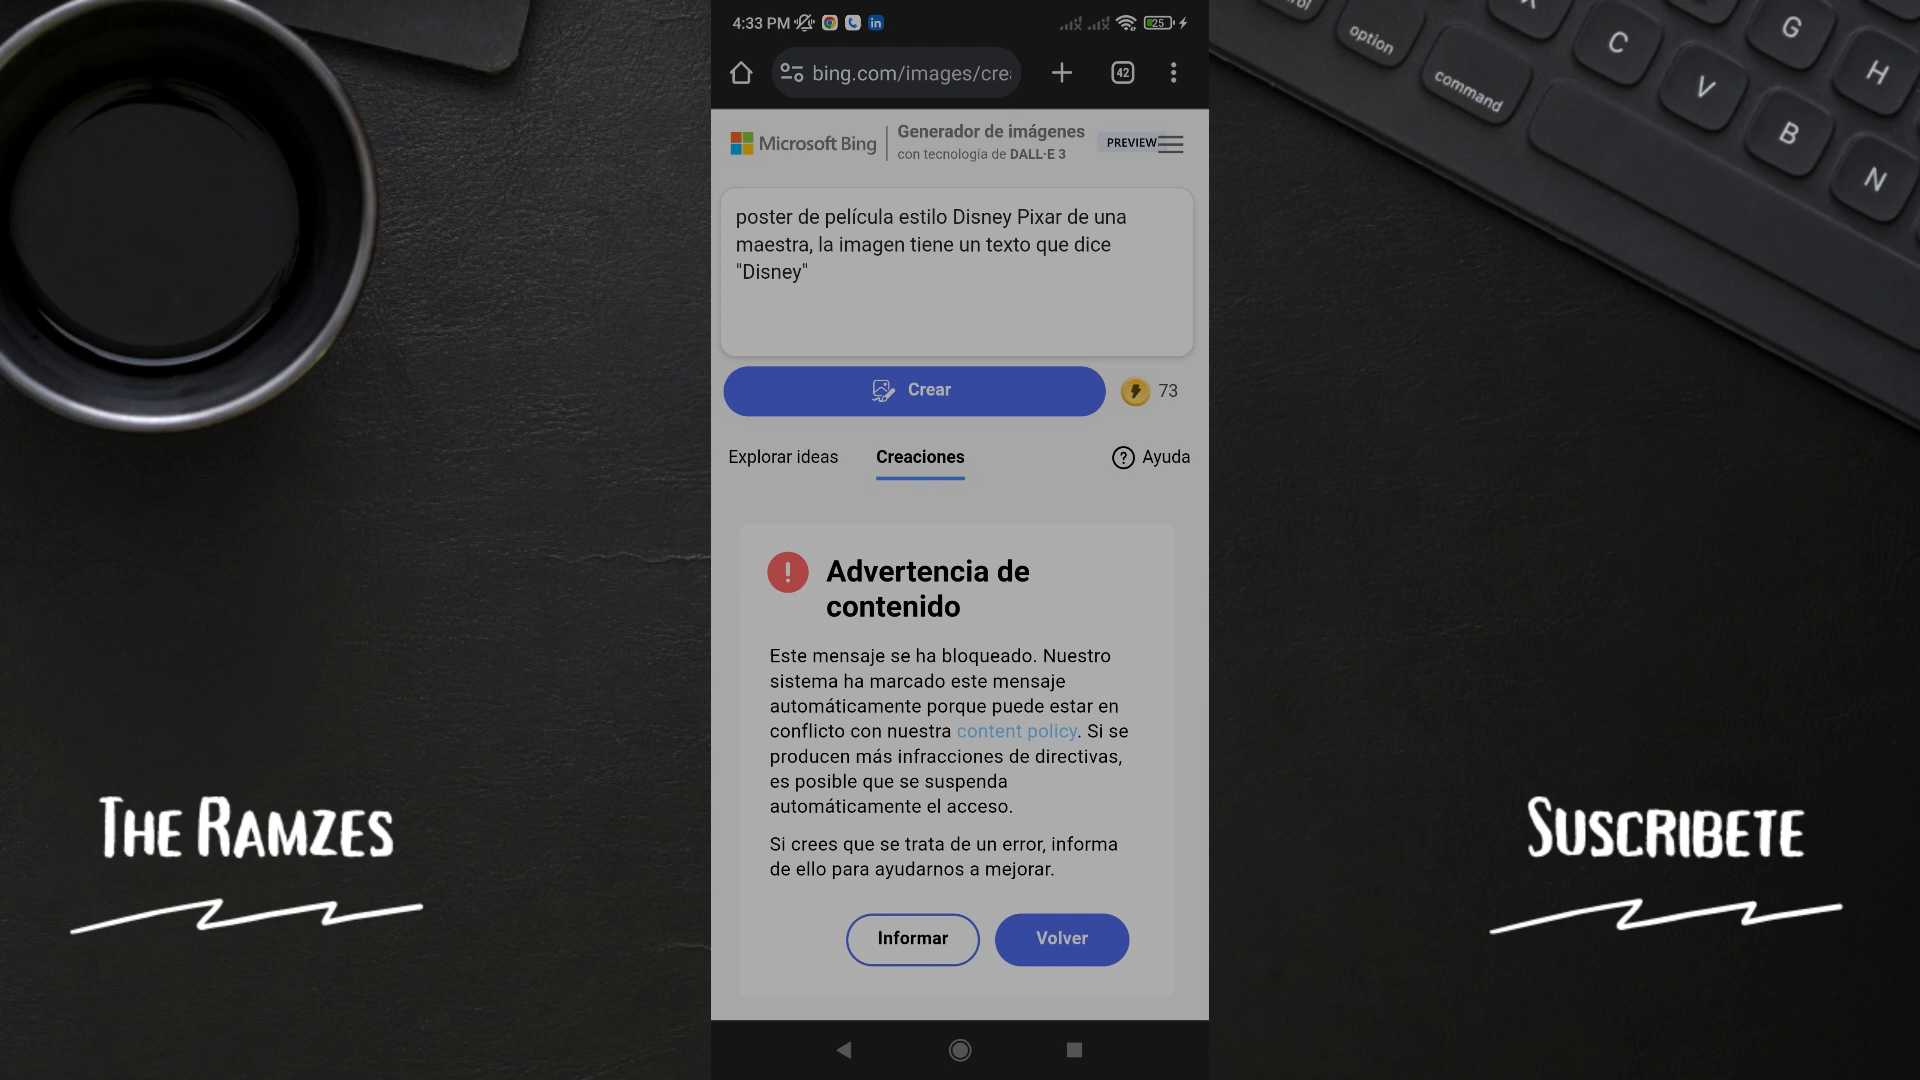 4:33 PM
25
bing.com/images/crea
42
Microsoft Bing
Generador de imágenes
con tecnología de DALL·E 3
PREVIEW
poster de película estilo Disney Pixar de una
maestra, la imagen tiene un texto que dice
"Disney"
Crear
73
Explorar ideas
Creaciones
? Ayuda
Advertencia de
contenido
Este mensaje se ha bloqueado. Nuestro
sistema ha marcado este mensaje
automáticamente porque puede estar en
conflicto con nuestra content policy. Si se
producen más infracciones de directivas,
es posible que se suspenda
automáticamente el acceso.
Si crees que se trata de un error, informa
de ello para ayudarnos a mejorar.
Informar
Volver
THE RAMZES
SUSCRIBETE
option
command
C
V
B
G
H
N